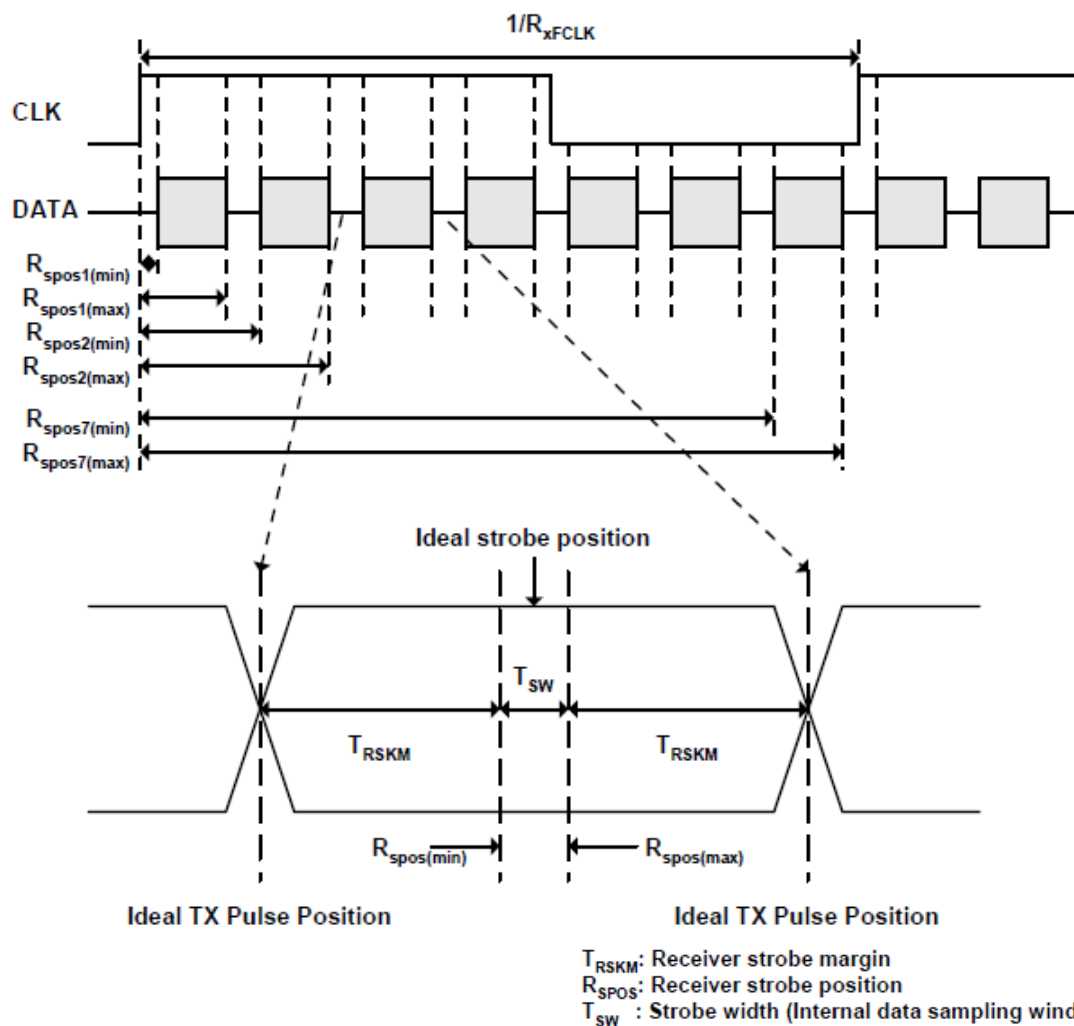 1/RxFCLK
CLK
DATA
Rspos1(min)
Rspos1(max)
Rspos2(min)
Rspos2(max)
Rspos7(min)
Rspos7(max)
Ideal strobe position
TSW
TRSKM
TRSKM
Rspos(min)
Rspos(max)
Ideal TX Pulse Position
Ideal TX Pulse Position
TRSKM: Receiver strobe margin
RSPOS: Receiver strobe position
TSW : Strobe width (Internal data sampling wind